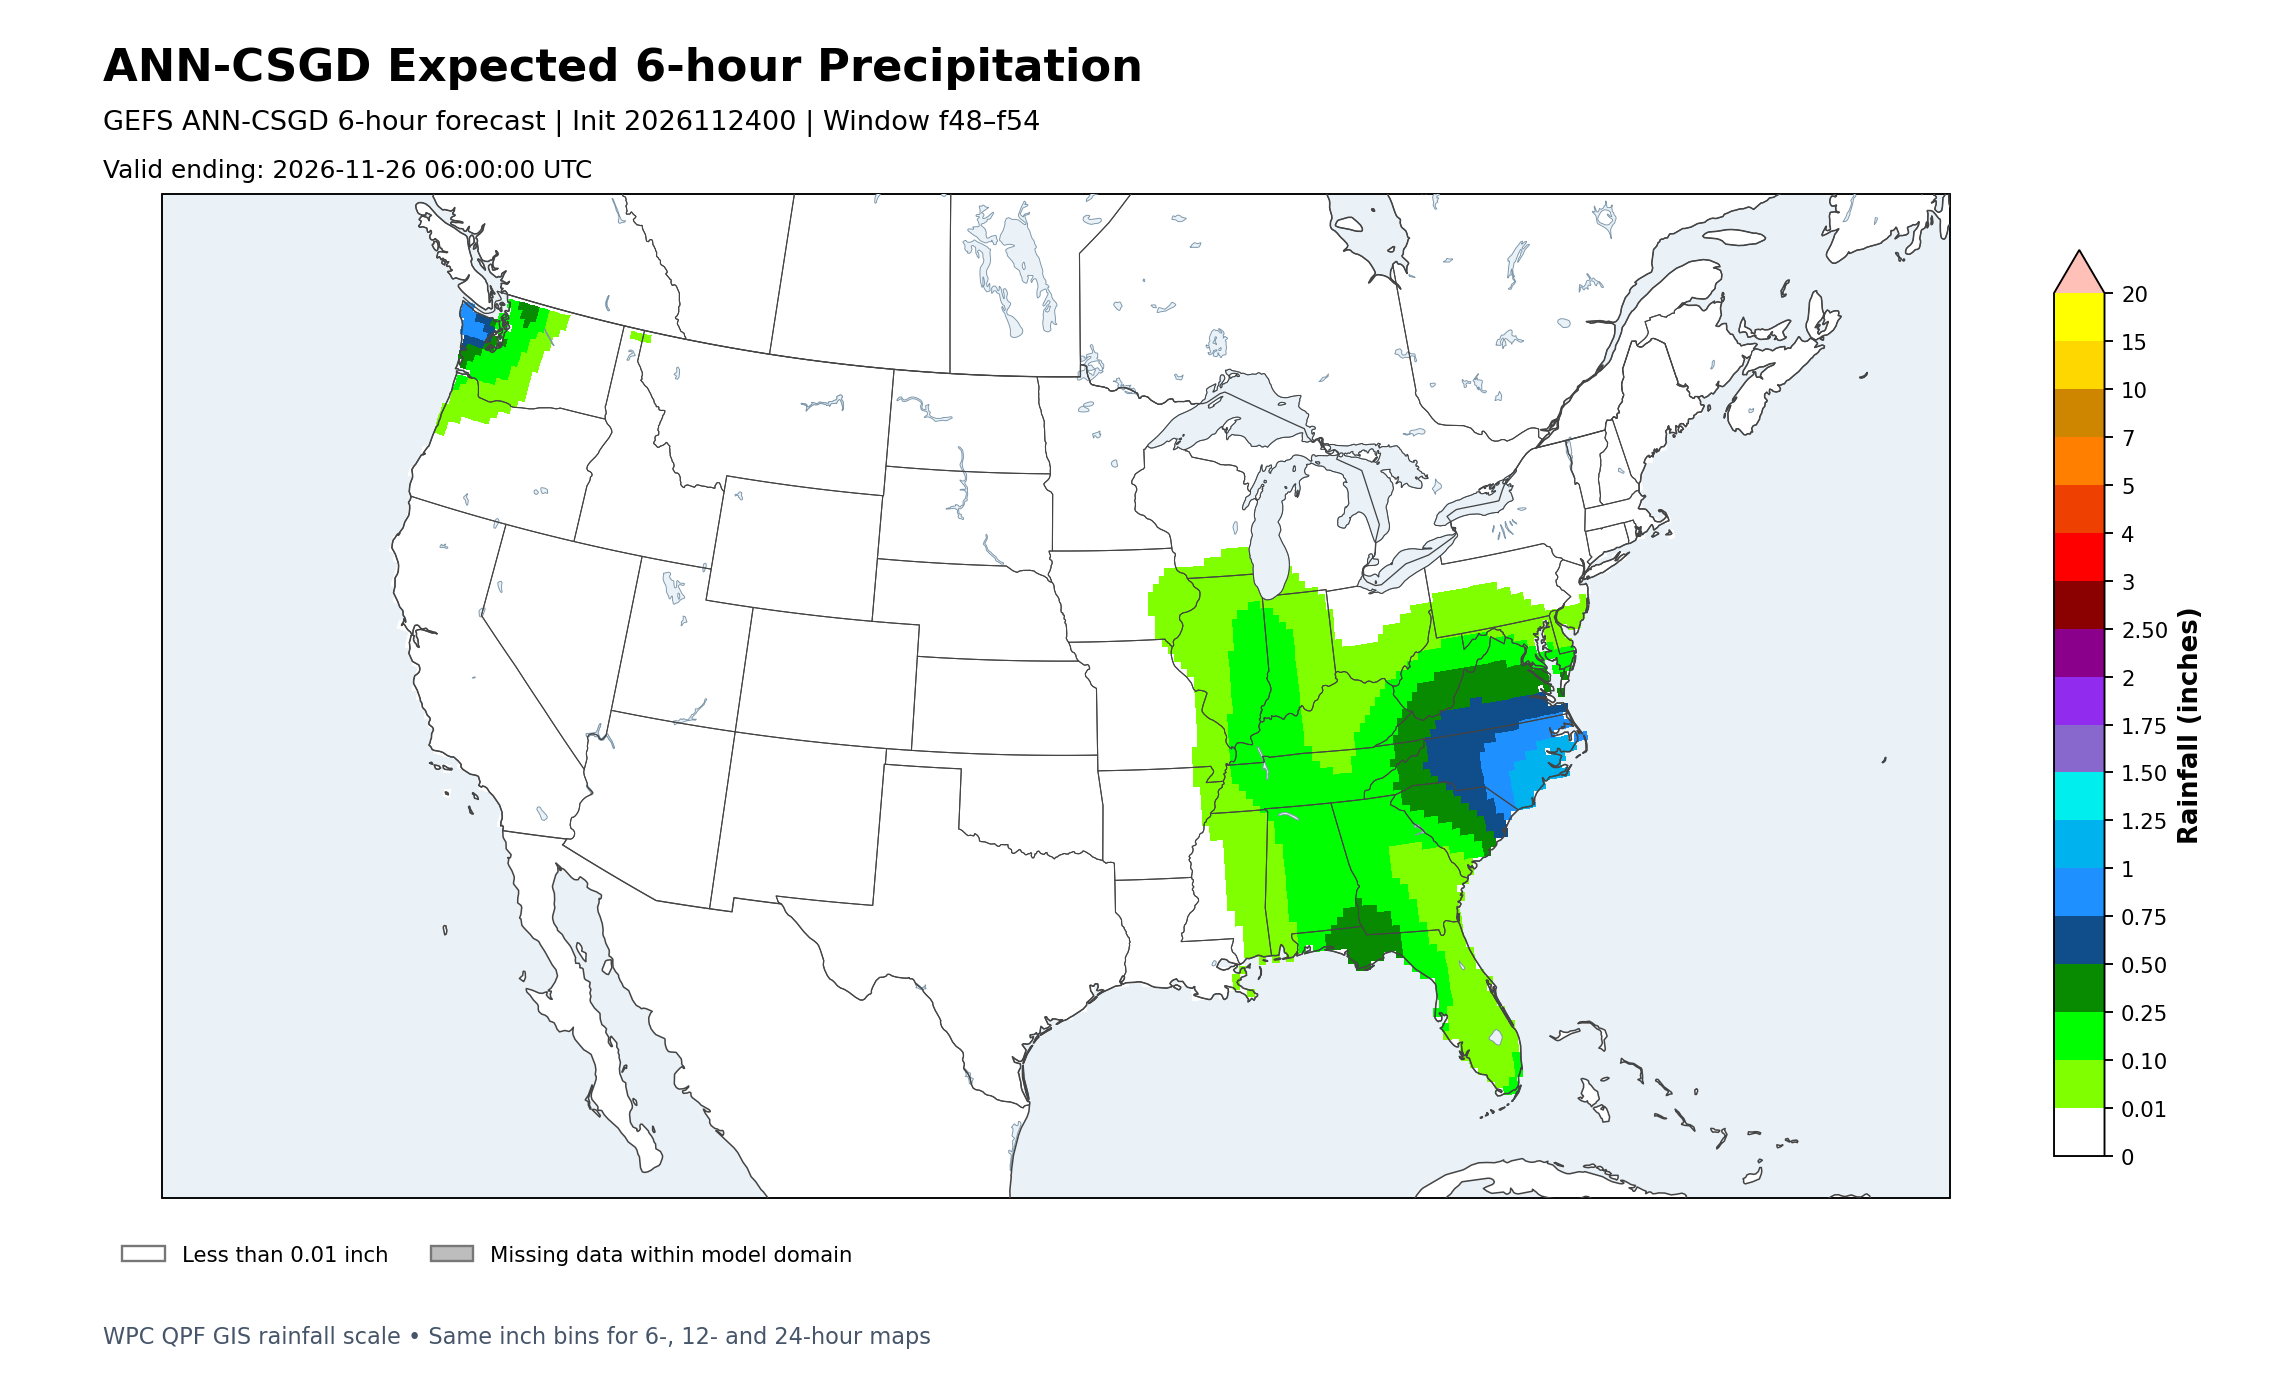 ANN-CSGD Expected 6-hour Precipitation
GEFS ANN-CSGD 6-hour forecast | Init 2026112400 | Window f48–f54
Valid ending: 2026-11-26 06:00:00 UTC
20
15
10
7
5
4
3
2.50
2
1.75
1.50
1.25
1
0.75
0.50
0.25
0.10
0.01
0
Rainfall (inches)
Less than 0.01 inch
Missing data within model domain
WPC QPF GIS rainfall scale • Same inch bins for 6-, 12- and 24-hour maps